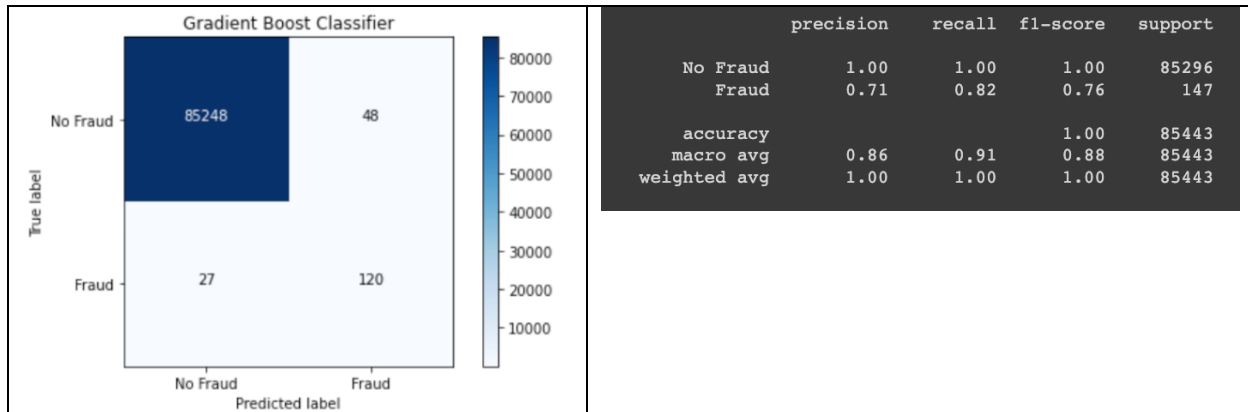 Gradient Boost Classifier
No Fraud
85248
48
Fraud
27
120
No Fraud
Fraud
Predicted label
True label
80000
70000
60000
50000
40000
30000
20000
10000
precision recall f1-score support
No Fraud 1.00 1.00 1.00 85296
Fraud 0.71 0.82 0.76 147
accuracy 1.00 85443
macro avg 0.86 0.91 0.88 85443
weighted avg 1.00 1.00 1.00 85443